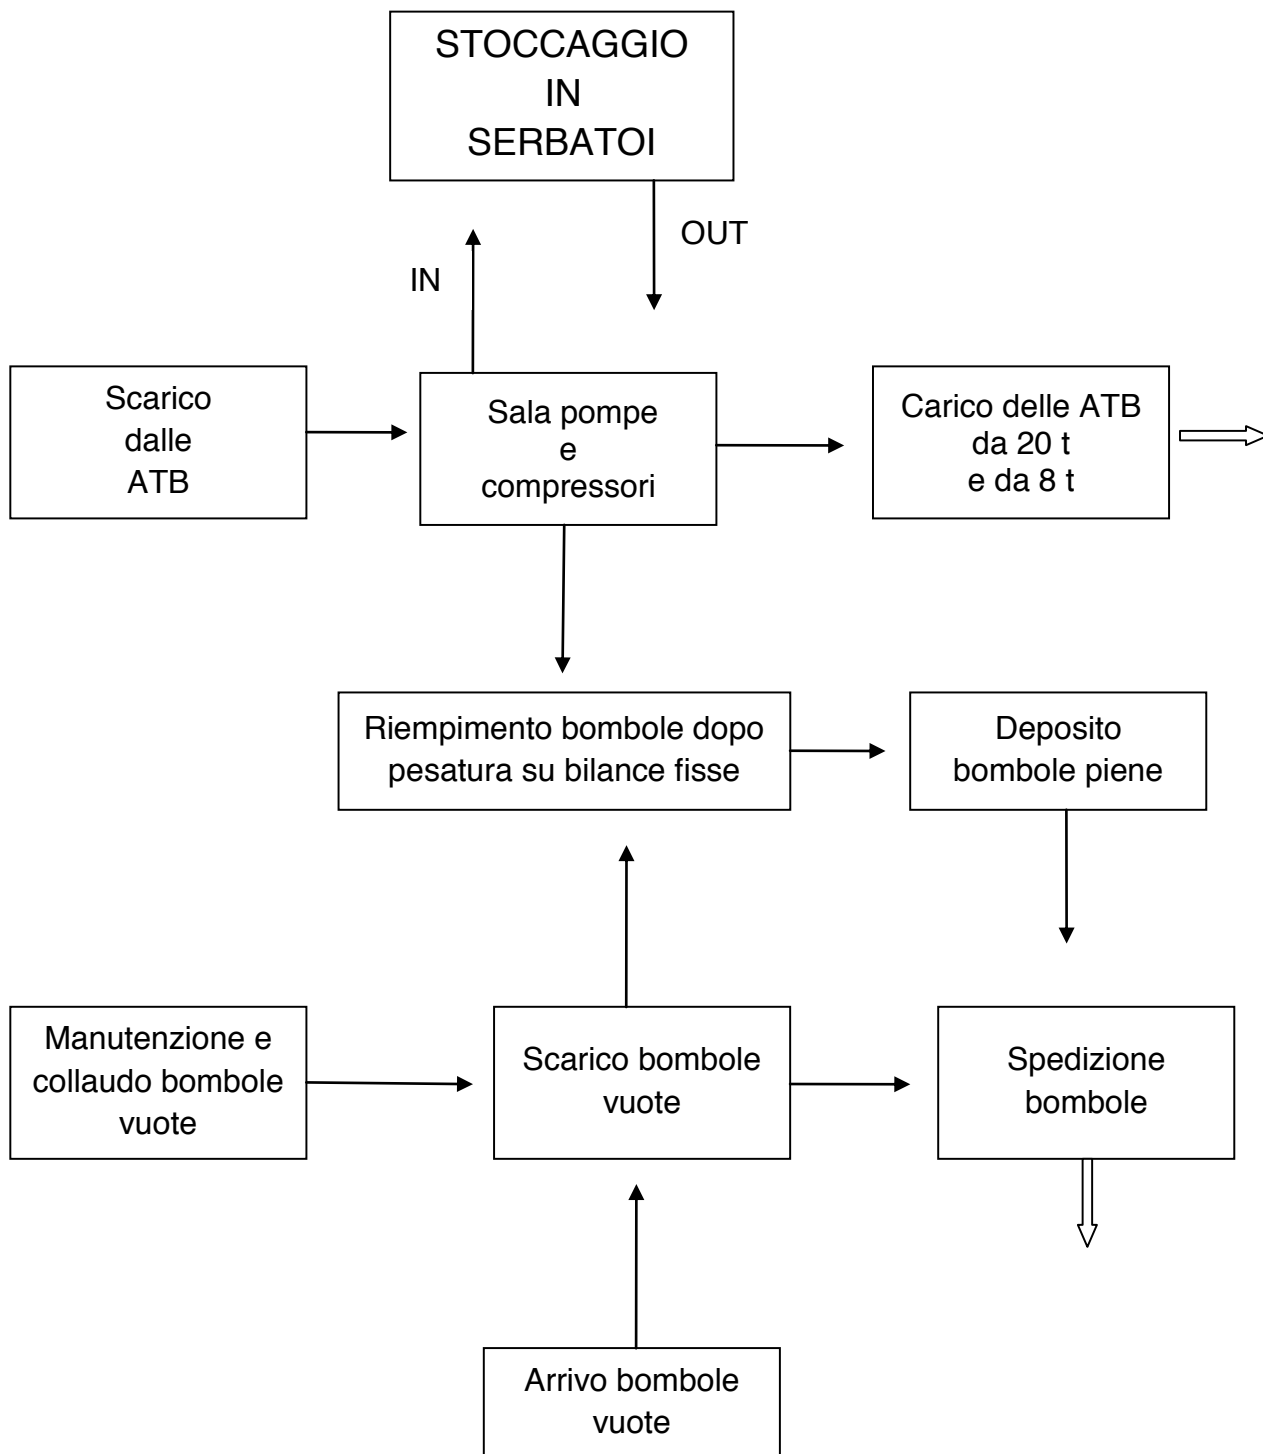 STOCCAGGIO
IN
SERBATOI
OUT
IN
Scarico
dalle
ATB
Sala pompe
e
compressori
Carico delle ATB
da 20 t
e da 8 t
Riempimento bombole dopo
pesatura su bilance fisse
Deposito
bombole piene
Manutenzione e
collaudo bombole
vuote
Scarico bombole
vuote
Spedizione
bombole
Arrivo bombole
vuote